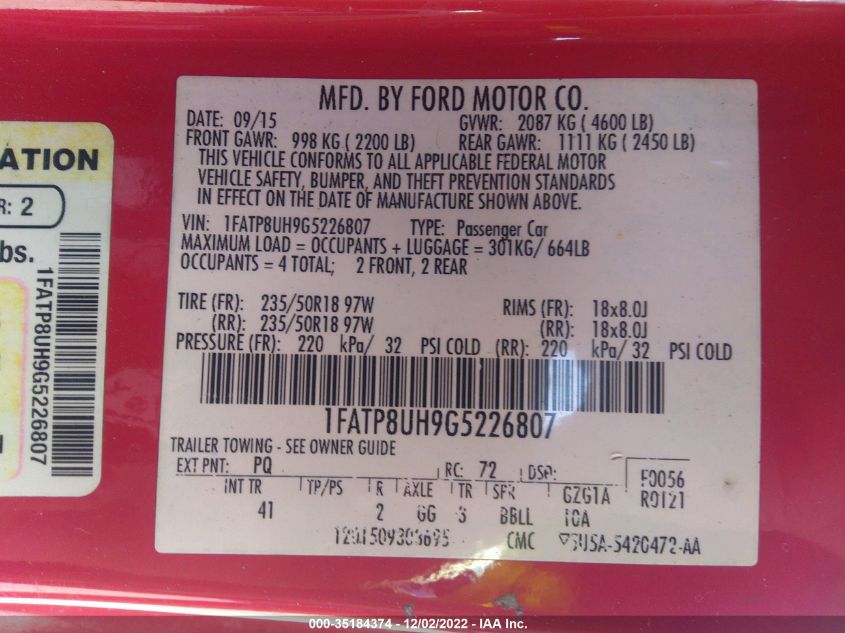 ATION
R: 2
bs.
1FATP8UH9G5226807
MFD. BY FORD MOTOR CO.
DATE: 09/15 GVWR: 2087 KG ( 4600 LB)
FRONT GAWR: 998 KG ( 2200 LB) REAR GAWR: 1111 KG ( 2450 LB)
THIS VEHICLE CONFORMS TO ALL APPLICABLE FEDERAL MOTOR
VEHICLE SAFETY, BUMPER, AND THEFT PREVENTION STANDARDS
IN EFFECT ON THE DATE OF MANUFACTURE SHOWN ABOVE.
VIN: 1FATP8UH9G5226807 TYPE: Passenger Car
MAXIMUM LOAD = OCCUPANTS + LUGGAGE = 301KG/ 664LB
OCCUPANTS = 4 TOTAL; 2 FRONT, 2 REAR
TIRE (FR): 235/50R18 97W RIMS (FR): 18x8.0J
(RR): 235/50R18 97W (RR): 18x8.0J
PRESSURE (FR): 220 kPa/ 32 PSI COLD (RR): 220 kPa/ 32 PSI COLD
1FATP8UH9G5226807
TRAILER TOWING - SEE OWNER GUIDE
EXT PNT: PQ RC: 72 DSO: F0056
INT TR TP/PS R AXLE TR SPR GZG1A R0121
41 2 GG 6 BBLL 10A
CMC
000-35184374 - 12/02/2022 - IAA Inc.